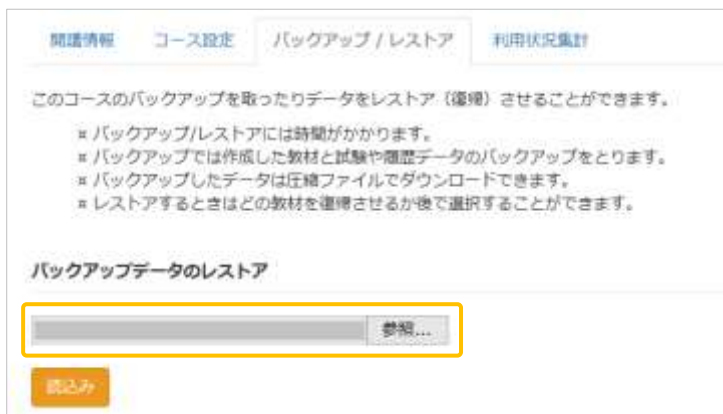 開講情報
コース設定
バックアップ / レストア
利用状況集計
このコースのバックアップを取ったりデータをレストア（復帰）させることができます。
※ バックアップ/レストアには時間がかかります。
※ バックアップでは作成した教材と試験や履歴データのバックアップをとります。
※ バックアップしたデータは圧縮ファイルでダウンロードできます。
※ レストアするときはどの教材を復帰させるか後で選択することができます。
バックアップデータのレストア
参照...
読込み